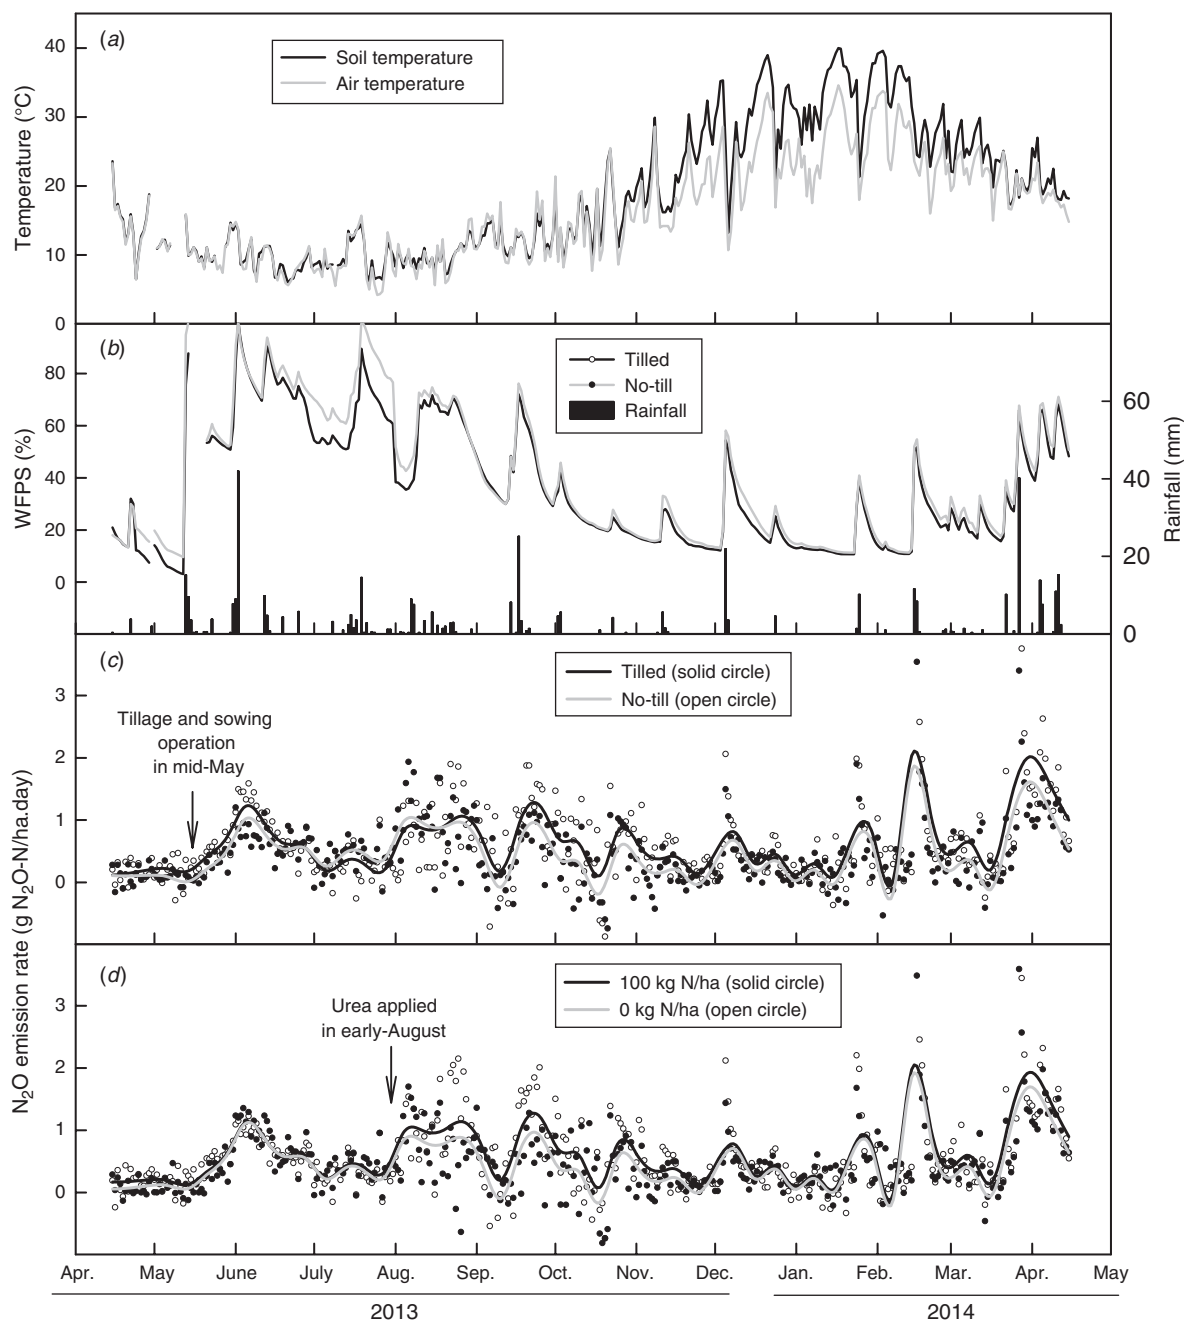 (a)
Soil temperature
Air temperature
Temperature (°C)
40
30
20
10
0
(b)
Tilled
No-till
Rainfall
WFPS (%)
80
60
40
20
0
Rainfall (mm)
60
40
20
0
(c)
Tilled (solid circle)
No-till (open circle)
Tillage and sowing
operation
in mid-May
3
2
1
0
N₂O emission rate (g N₂O-N/ha.day)
(d)
100 kg N/ha (solid circle)
0 kg N/ha (open circle)
Urea applied
in early-August
3
2
1
0
Apr. May June July Aug. Sep. Oct. Nov. Dec. Jan. Feb. Mar. Apr. May
2013 2014